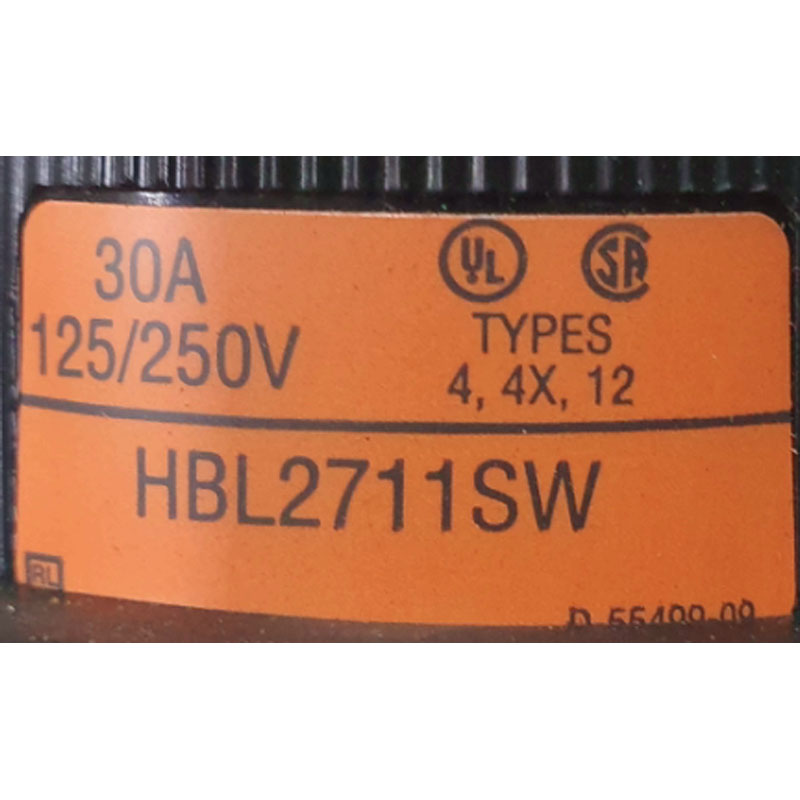 30A
125/250V
UL
SA
TYPES
4, 4X, 12
HBL2711SW
RL